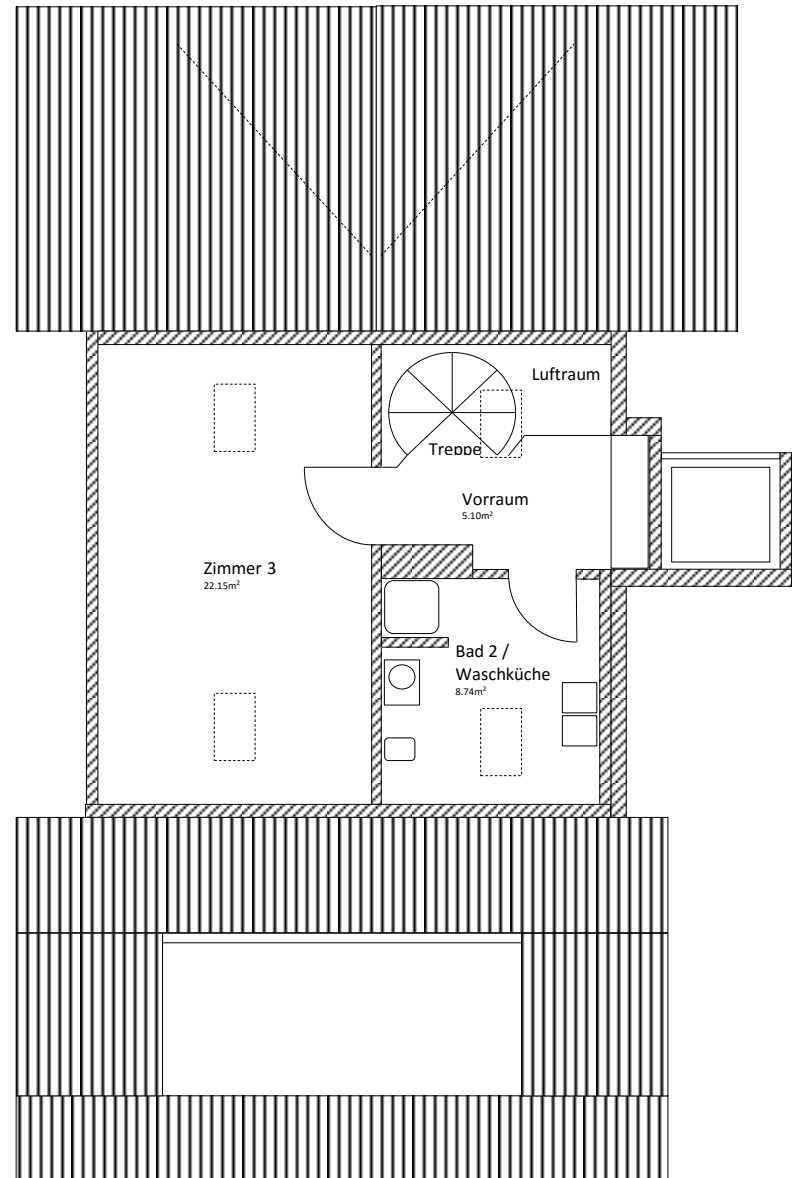 Luftraum
Treppe
Vorraum
5.10m²
Zimmer 3
22.15m²
Bad 2 /
Waschküche
8.74m²